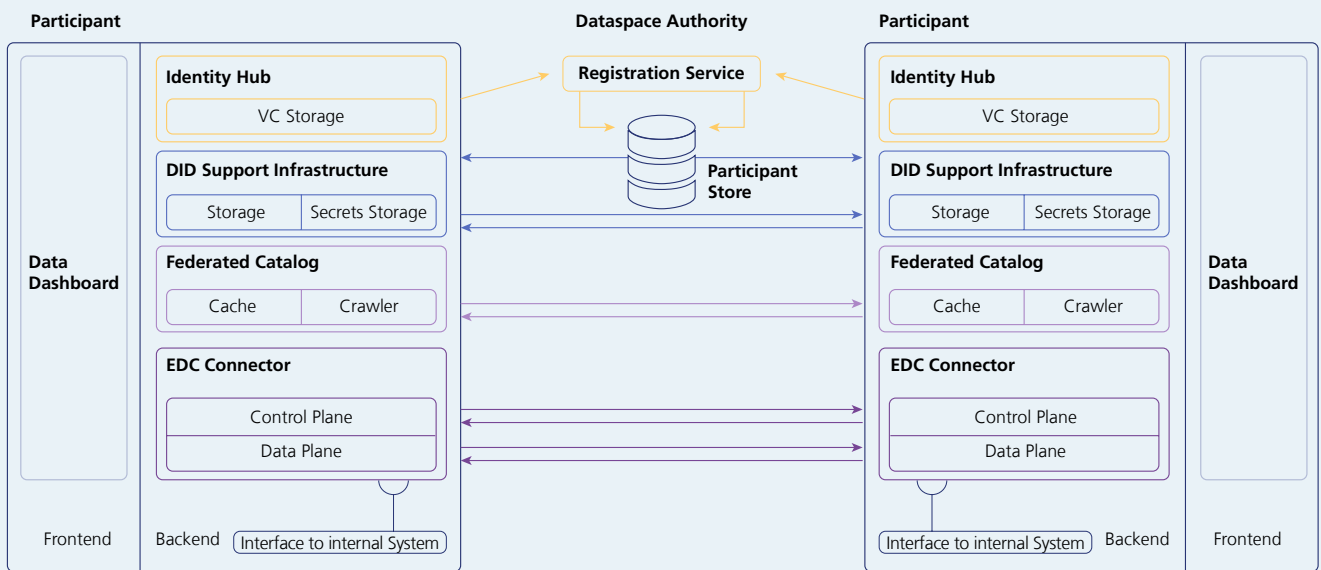 Participant
Dataspace Authority
Participant
Identity Hub
VC Storage
DID Support Infrastructure
Storage
Secrets Storage
Federated Catalog
Cache
Crawler
EDC Connector
Control Plane
Data Plane
Data
Dashboard
Frontend
Backend
Interface to internal System
Registration Service
Participant
Store
Identity Hub
VC Storage
DID Support Infrastructure
Storage
Secrets Storage
Federated Catalog
Cache
Crawler
EDC Connector
Control Plane
Data Plane
Data
Dashboard
Interface to internal System
Backend
Frontend